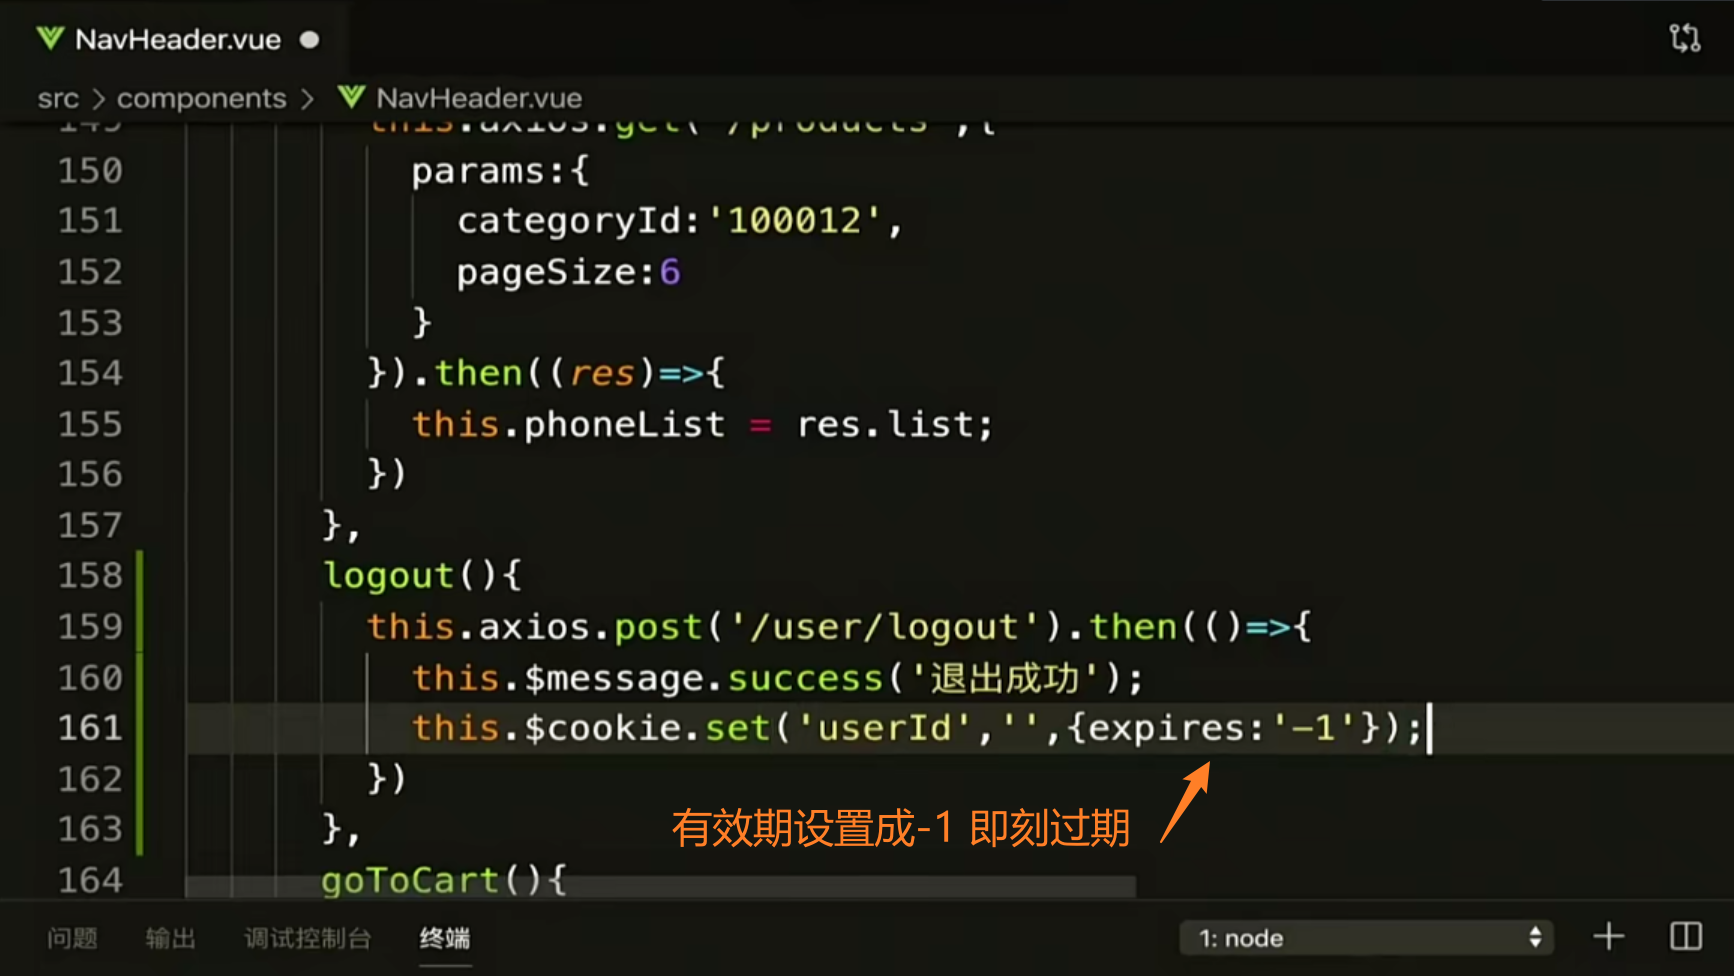 NavHeader.vue
src > components > NavHeader.vue
149 this.axios.get('/products',{
150 params:{
151 categoryId:'100012',
152 pageSize:6
153 }
154 }).then((res)=>{
155 this.phoneList = res.list;
156 })
157 },
158 logout(){
159 this.axios.post('/user/logout').then(()=>{
160 this.$message.success('退出成功');
161 this.$cookie.set('userId','',{expires:'-1'});
162 })
163 },
有效期设置成-1 即刻过期
164 goToCart(){
问题 输出 调试控制台 终端 1: node